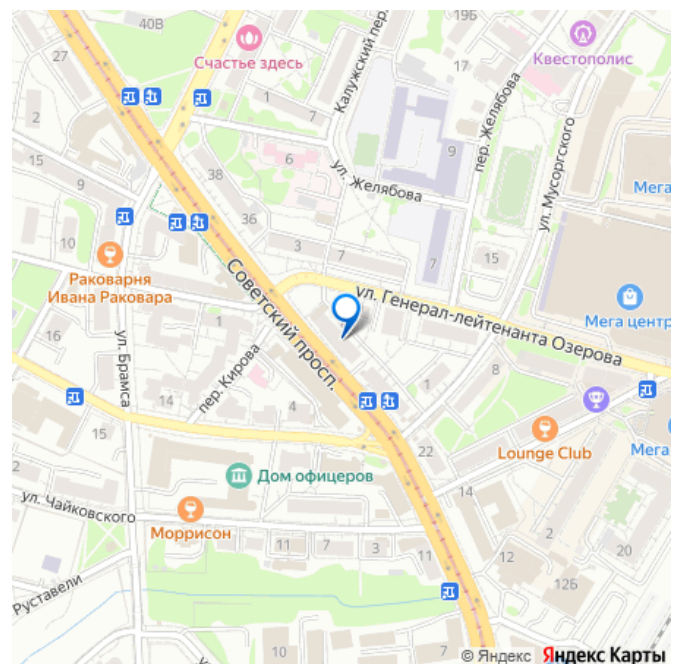 27
40В
Счастье здесь
Калужский пер.
19Б
17
Квестополис
2
1
7
пер. Желябова
ул. Мусоргского
15
9
38
6
9
ул. Желябова
Мега
36
10
3
7
7
15
Раковарня
Ивана Раковара
Советский просп.
ул. Генерал-лейтенанта Озерова
Мега центр
16
1
ул. Брамса
пер. Кирова
14
4
1
8
15
22
Lounge Club
Мега
2
Дом офицеров
14
ул. Чайковского
Моррисон
11
7
3
11
12
20
12Б
Руставели
10
7
© Яндекс Яндекс Карты